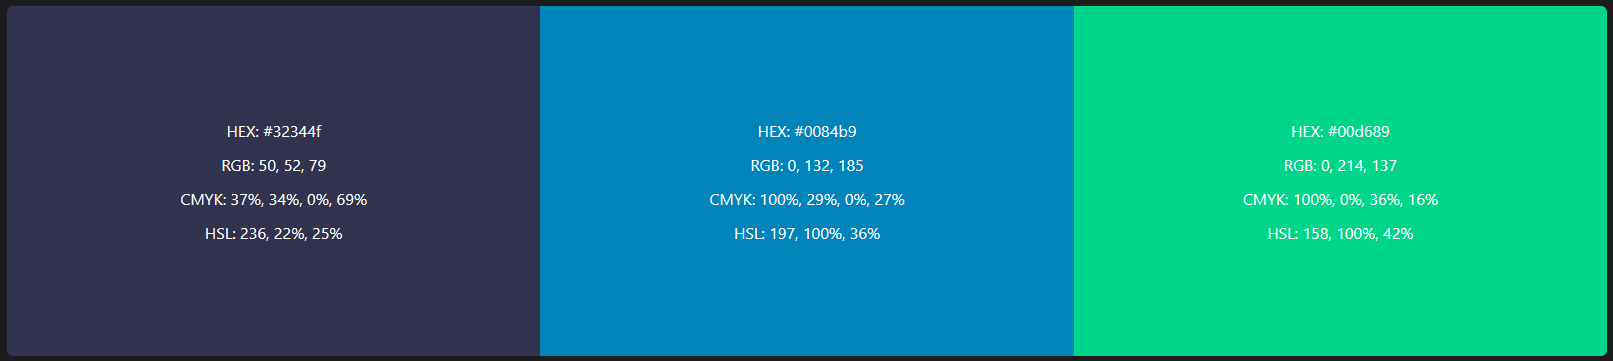 HEX: #32344f
RGB: 50, 52, 79
CMYK: 37%, 34%, 0%, 69%
HSL: 236, 22%, 25%
HEX: #0084b9
RGB: 0, 132, 185
CMYK: 100%, 29%, 0%, 27%
HSL: 197, 100%, 36%
HEX: #00d689
RGB: 0, 214, 137
CMYK: 100%, 0%, 36%, 16%
HSL: 158, 100%, 42%